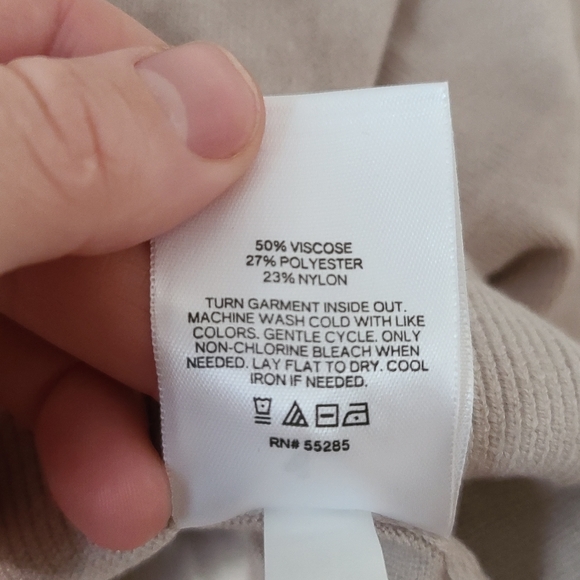 50% VISCOSE
27% POLYESTER
23% NYLON
TURN GARMENT INSIDE OUT.
MACHINE WASH COLD WITH LIKE
COLORS. GENTLE CYCLE. ONLY
NON-CHLORINE BLEACH WHEN
NEEDED. LAY FLAT TO DRY. COOL
IRON IF NEEDED.
RN# 55285